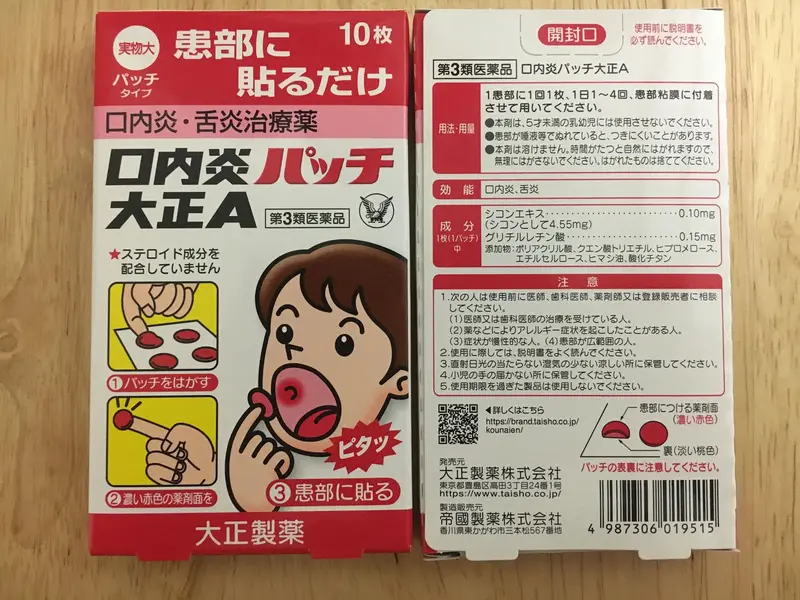 実物大
パッチ
タイプ
患部に
貼るだけ
10枚
口内炎・舌炎治療薬
口内炎パッチ
大正A
第3類医薬品
★ステロイド成分を
配合していません
①パッチをはがす
②濃い赤色の薬剤面を
ピタッ
③患部に貼る
大正製薬
開封口
使用前に説明書を
必ず読んでください。
第3類医薬品 口内炎パッチ大正A
用法・用量
1患部に1回1枚、1日1〜4回、患部粘膜に付着
させて用いてください。
●本剤は、5才未満の乳幼児には使用させないでください。
●患部が唾液等でぬれていると、つきにくいことがあります。
●本剤は溶けません。時間がたつと自然にはがれますので、
無理にはがさないでください。はがれたものは捨ててください。
効能 口内炎、舌炎
成分
1枚(1パッチ)
中
シコンエキス……………………0.10mg
(シコンとして4.55mg)
グリチルレチン酸……………………0.15mg
添加物:ポリアクリル酸、クエン酸トリエチル、ヒプロメロース、
エチルセルロース、ヒマシ油、酸化チタン
注意
1.次の人は使用前に医師、歯科医師、薬剤師又は登録販売者に相談
してください。
(1)医師又は歯科医師の治療を受けている人。
(2)薬などによりアレルギー症状を起こしたことがある人。
(3)症状が慢性的な人。(4)患部が広範囲の人。
2.使用に際しては、説明書をよく読んでください。
3.直射日光の当たらない湿気の少ない涼しい所に保管してください。
4.小児の手の届かない所に保管してください。
5.使用期限を過ぎた製品は使用しないでください。
◀詳しくはこちら
https://brand.taisho.co.jp/
kounaien/
患部につける薬剤面
(濃い赤色)
裏(淡い桃色)
パッチの表裏に注意してください。
発売元
大正製薬株式会社
東京都豊島区高田3丁目24番1号
https://www.taisho.co.jp/
製造販売元
帝國製薬株式会社
香川県東かがわ市三本松567番地
4 987306 019515